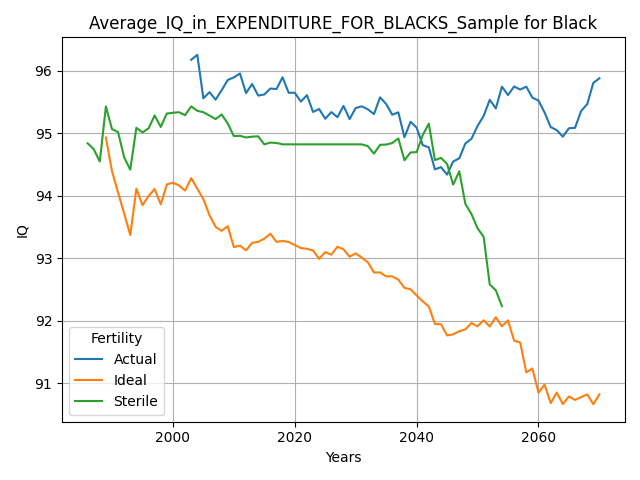 Average_IQ_in_EXPENDITURE_FOR_BLACKS_Sample for Black
96
95
94
93
92
91
IQ
Fertility
Actual
Ideal
Sterile
2000
2020
2040
2060
Years